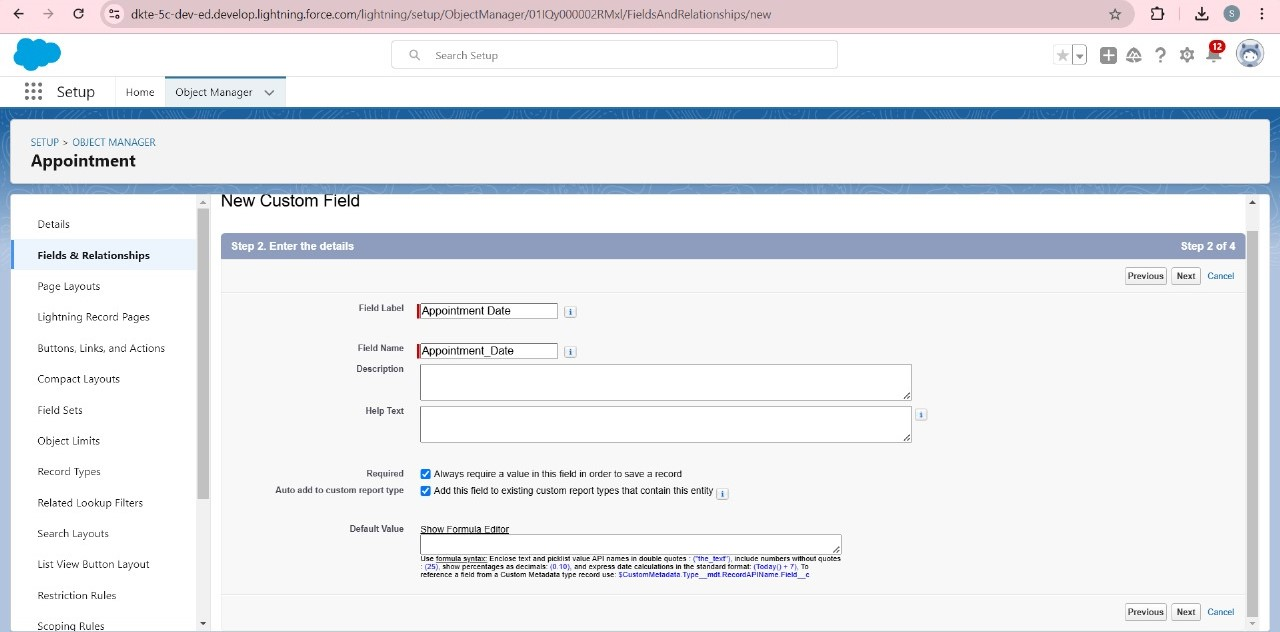 dkte-5c-dev-ed.develop.lightning.force.com/lightning/setup/ObjectManager/01IQy000002RMxl/FieldsAndRelationships/new
S
Search Setup
12
Setup
Home
Object Manager
SETUP > OBJECT MANAGER
Appointment
Details
Fields & Relationships
Page Layouts
Lightning Record Pages
Buttons, Links, and Actions
Compact Layouts
Field Sets
Object Limits
Record Types
Related Lookup Filters
Search Layouts
List View Button Layout
Restriction Rules
Scoping Rules
New Custom Field
Step 2. Enter the details
Step 2 of 4
Previous Next Cancel
Field Label Appointment Date
Field Name Appointment_Date
Description
Help Text
Required Always require a value in this field in order to save a record
Auto add to custom report type Add this field to existing custom report types that contain this entity
Default Value Show Formula Editor
Use formula syntax: Enclose text and picklist value API names in double quotes : ("the_text"), include numbers without quotes
: (25), show percentages as decimals: (0.10), and express date calculations in the standard format: (Today() + 7), To
reference a field from a Custom Metadata type record use: $CustomMetadata.Type__mdt.RecordAPIName.Field__c
Previous Next Cancel